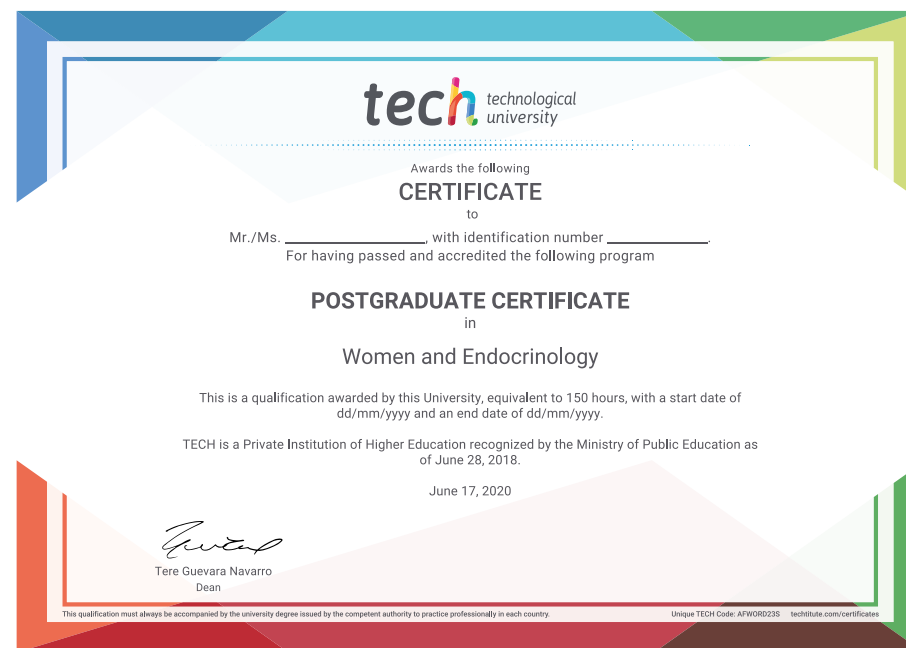 tech technological
university
Awards the following
CERTIFICATE
to
Mr./Ms. ____________________, with identification number ______________.
For having passed and accredited the following program
POSTGRADUATE CERTIFICATE
in
Women and Endocrinology
This is a qualification awarded by this University, equivalent to 150 hours, with a start date of
dd/mm/yyyy and an end date of dd/mm/yyyy.
TECH is a Private Institution of Higher Education recognized by the Ministry of Public Education as
of June 28, 2018.
June 17, 2020
Tere Guevara Navarro
Dean
This qualification must always be accompanied by the university degree issued by the competent authority to practice professionally in each country. Unique TECH Code: AFWORD23S techtitute.com/certificates